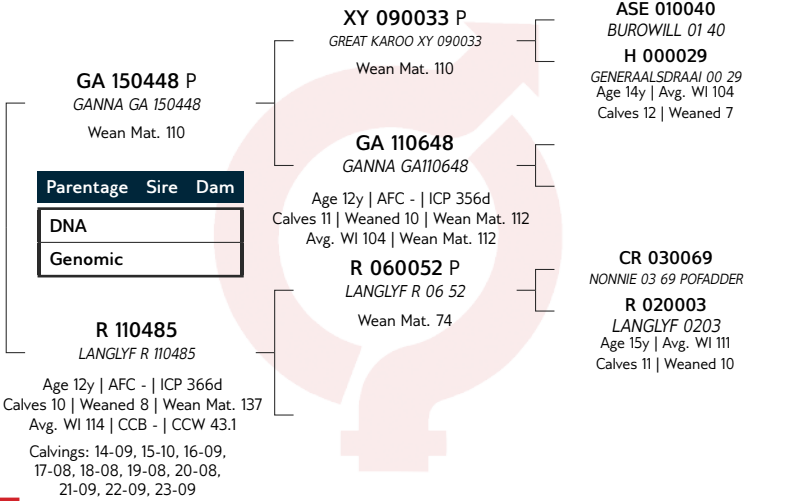 GA 150448 P
GANNA GA 150448
Wean Mat. 110
Parentage Sire Dam
DNA
Genomic
R 110485
LANGLYF R 110485
Age 12y | AFC - | ICP 366d
Calves 10 | Weaned 8 | Wean Mat. 137
Avg. WI 114 | CCB - | CCW 43.1
Calvings: 14-09, 15-10, 16-09,
17-08, 18-08, 19-08, 20-08,
21-09, 22-09, 23-09
XY 090033 P
GREAT KAROO XY 090033
Wean Mat. 110
GA 110648
GANNA GA110648
Age 12y | AFC - | ICP 356d
Calves 11 | Weaned 10 | Wean Mat. 112
Avg. WI 104 | Wean Mat. 112
R 060052 P
LANGLYF R 06 52
Wean Mat. 74
ASE 010040
BUROWILL 01 40
H 000029
GENERAALSDRAAI 00 29
Age 14y | Avg. WI 104
Calves 12 | Weaned 7
CR 030069
NONNIE 03 69 POFADDER
R 020003
LANGLYF 0203
Age 15y | Avg. WI 111
Calves 11 | Weaned 10